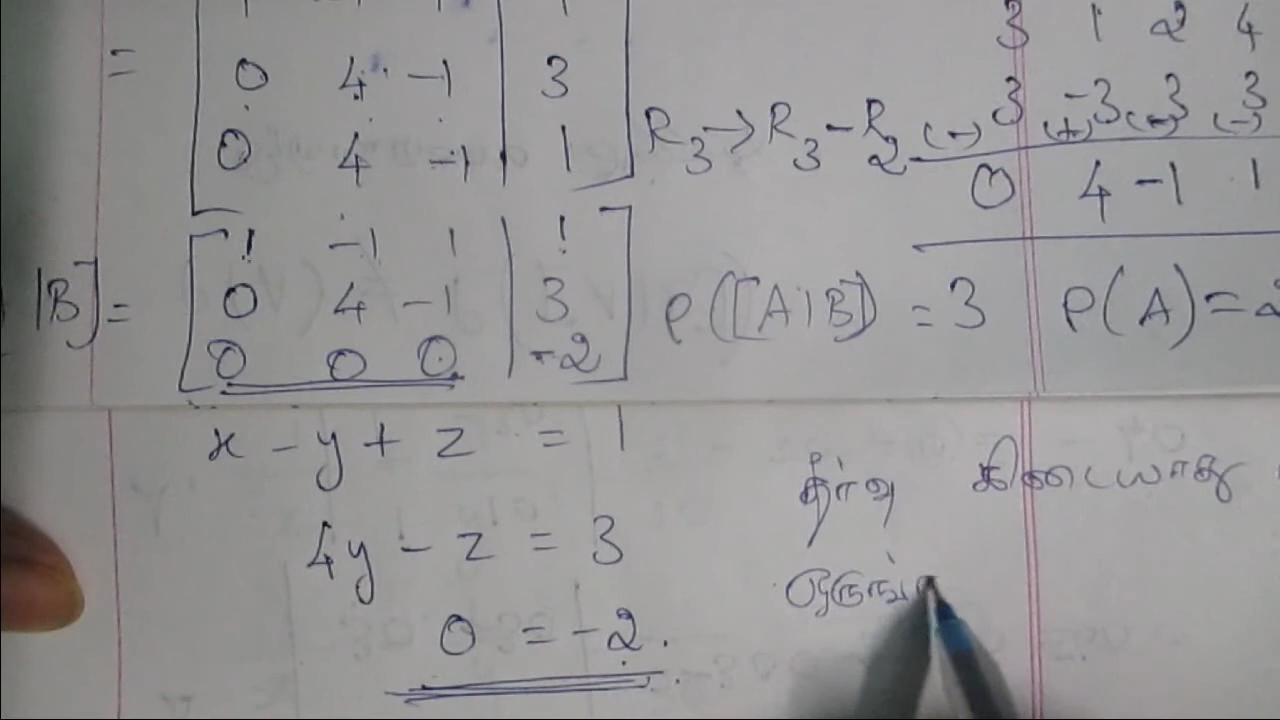 = 0 4 -1 | 3
0 4 -1 | 1
R3 → R3 - R2
3 1 2 4
(-) 3 (+) -3 (-) 3 (-) 3
0 4 -1 1
|B] = [ 1 -1 1 | 1
0 4 -1 | 3
0 0 0 | -2 ]
ρ([A|B]) = 3 ρ(A) = 2
x - y + z = 1
4y - z = 3
0 = -2.
தீர்வு கிடையாது